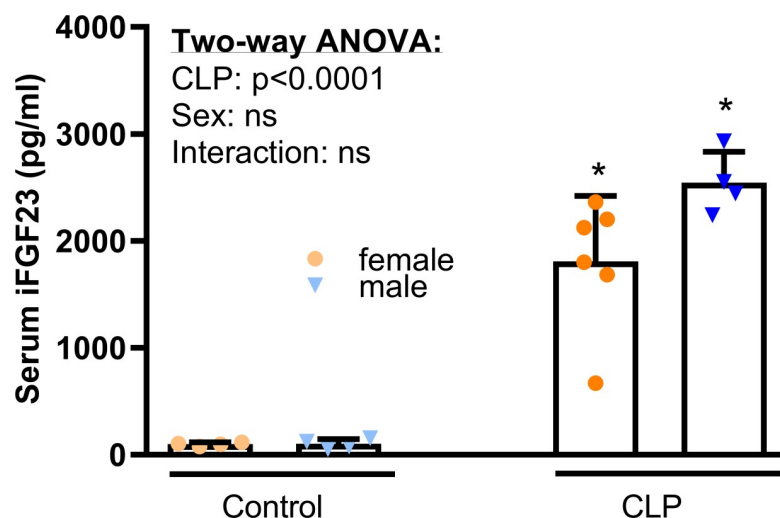 Two-way ANOVA:
CLP: p<0.0001
Sex: ns
Interaction: ns
Serum iFGF23 (pg/ml)
4000
3000
2000
1000
0
*
*
female
male
Control
CLP